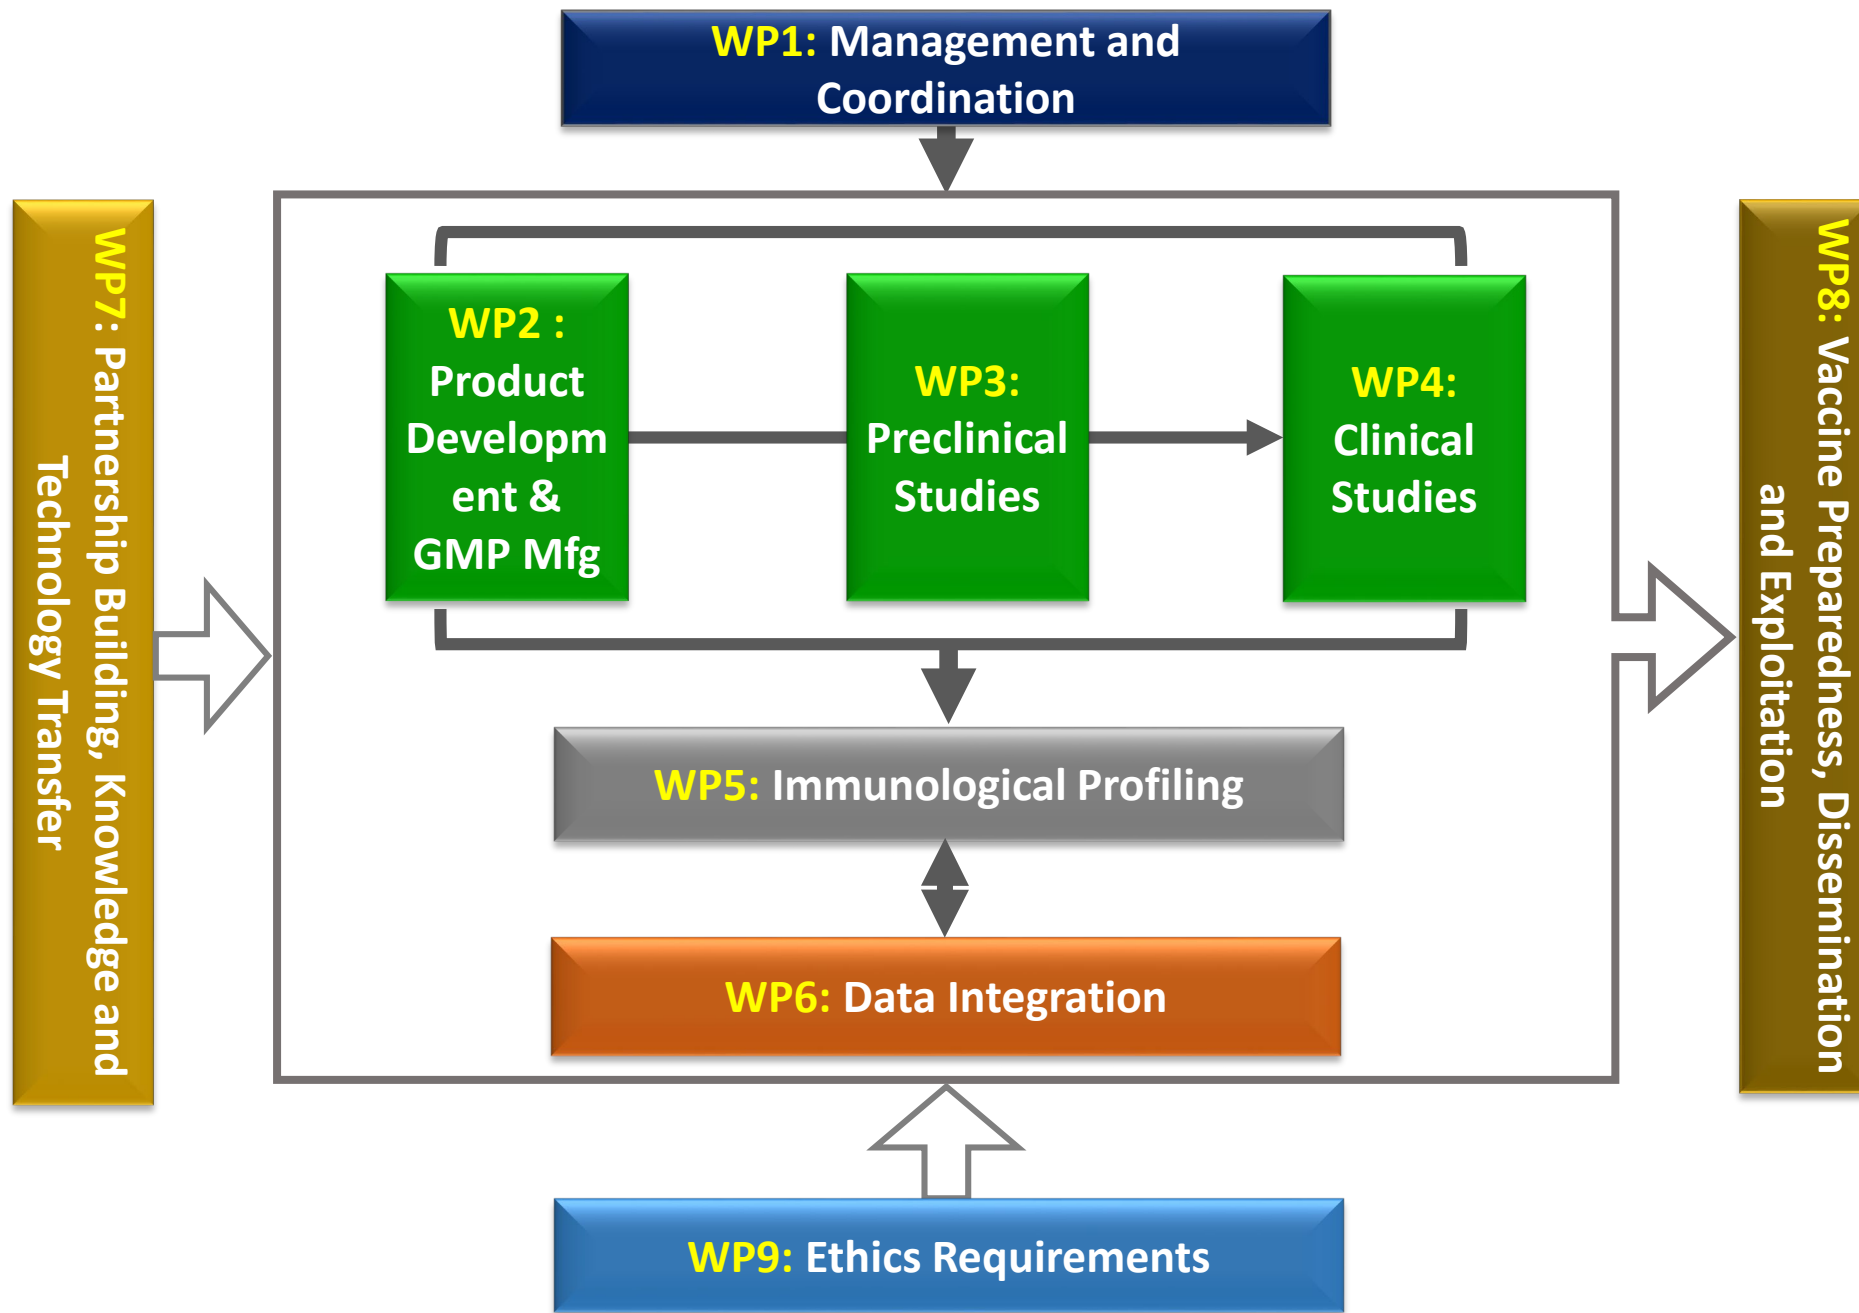 WP1: Management and
Coordination
WP7: Partnership Building, Knowledge and
Technology Transfer
WP2 :
Product
Developm
ent &
GMP Mfg
WP3:
Preclinical
Studies
WP4:
Clinical
Studies
WP5: Immunological Profiling
WP6: Data Integration
WP8: Vaccine Preparedness, Dissemination
and Exploitation
WP9: Ethics Requirements